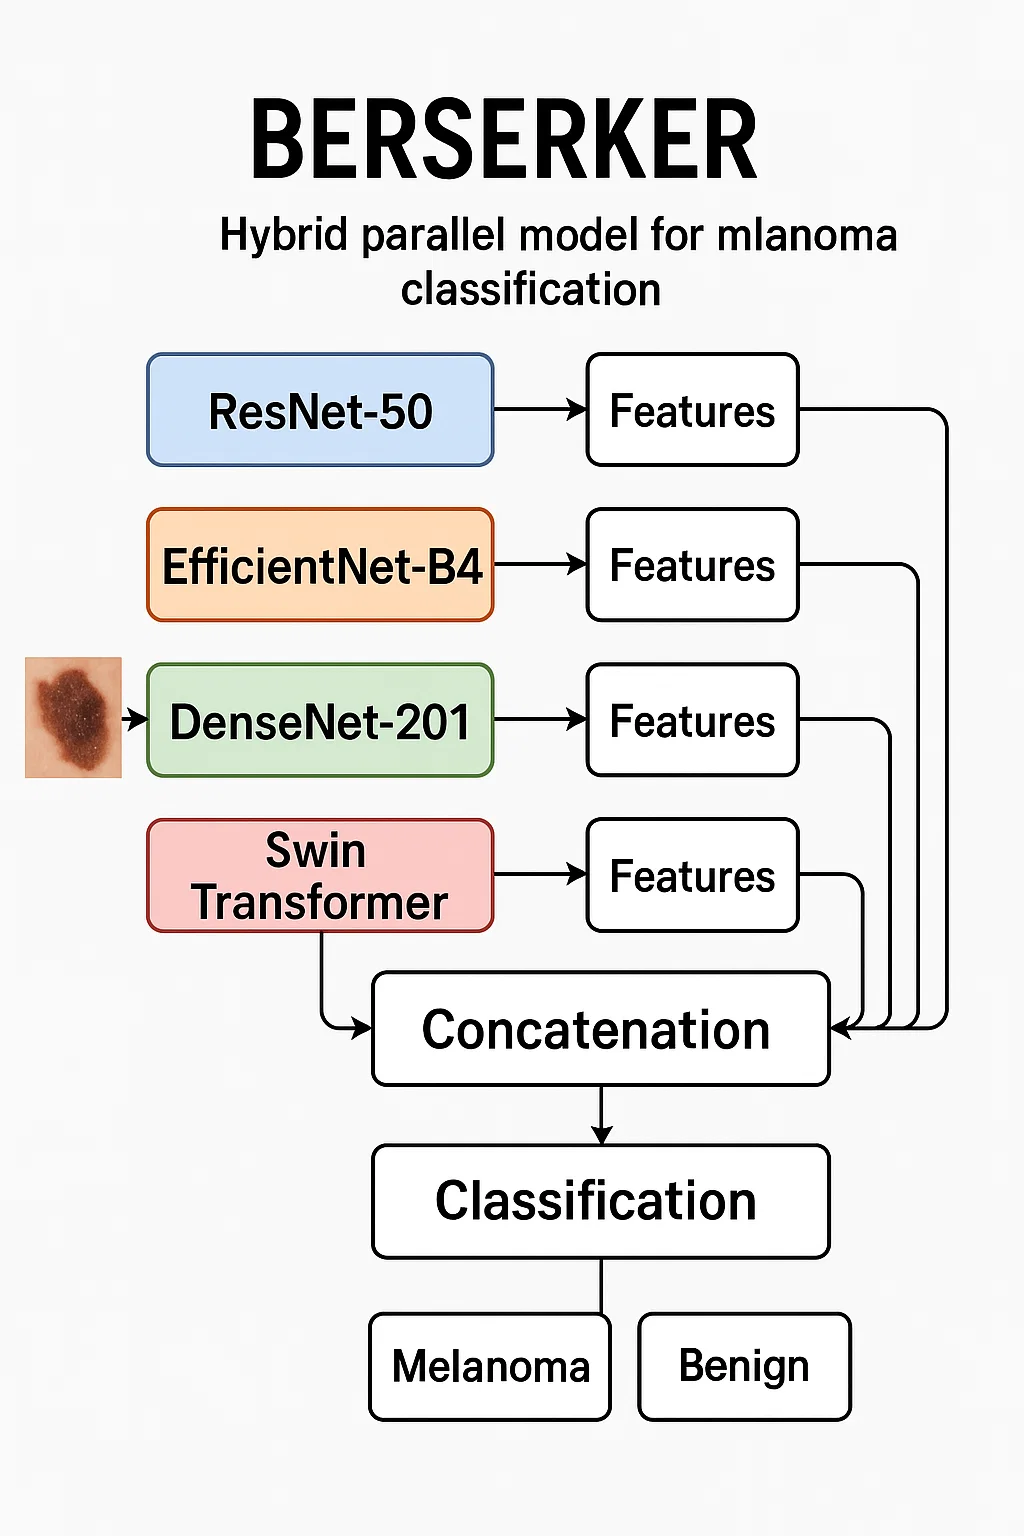 BERSERKER
Hybrid parallel model for mlanoma
classification
ResNet-50
Features
EfficientNet-B4
Features
DenseNet-201
Features
Swin
Transformer
Features
Concatenation
Classification
Melanoma
Benign